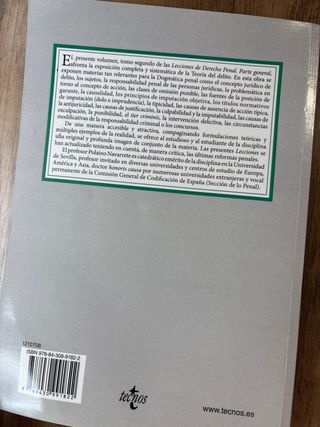 El presente volumen, tomo segundo de las Lecciones de Derecho Penal. Parte general,
afronta la exposición completa y sistemática de la Teoría del delito. En esta obra se
exponen materias tan relevantes para la Dogmática penal como el concepto jurídico de
delito, la responsabilidad penal de las personas jurídicas, la problemática en
torno al concepto de acción, las clases de omisión punible, las fuentes de la posición de
garante, la causalidad, los principios de imputación objetiva, los títulos normativos
de imputación (dolo e imprudencia), la tipicidad, las causas de ausencia de acción típica,
la antijuricidad, las causas de justificación, la culpabilidad y la imputabilidad, las causas de
exculpación, la punibilidad, el iter criminis, la intervención delictiva, las circunstancias
modificativas de la responsabilidad criminal o los concursos.
De una manera accesible y atractiva, compaginando formulaciones teóricas y
múltiples ejemplos de la realidad, se ofrece al estudioso y al estudiante de la disciplina
una original y profunda imagen de conjunto de la materia. Las presentes Lecciones se
han actualizado teniendo en cuenta, de manera crítica, las últimas reformas penales.
El profesor Polaino Navarrete es catedrático emérito de la disciplina en la Universidad
de Sevilla, profesor invitado en diversas universidades y centros de estudio de Europa,
América y Asia, doctor honoris causa por numerosas universidades extranjeras y vocal
permanente de la Comisión General de Codificación de España (Sección de lo Penal).
1210708
ISBN 978-84-309-9182-2
9 788430 991822
tecnos
www.tecnos.es